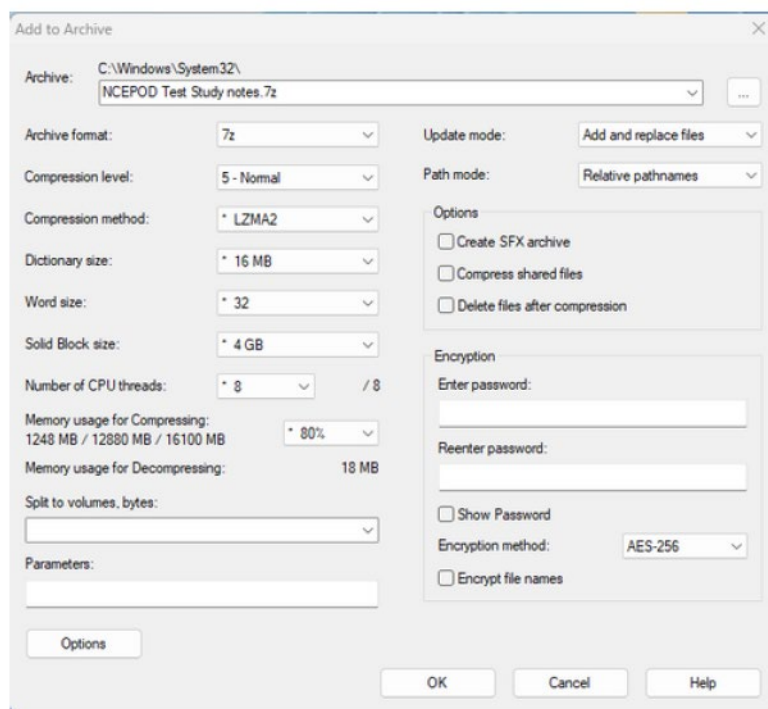 Add to Archive
C:\Windows\System32\
Archive:
NCEPOD Test Study notes.7z
...
Archive format:
7z
Compression level:
5 - Normal
Compression method:
* LZMA2
Dictionary size:
* 16 MB
Word size:
* 32
Solid Block size:
* 4 GB
Number of CPU threads:
* 8
/ 8
Memory usage for Compressing:
1248 MB / 12880 MB / 16100 MB
* 80%
Memory usage for Decompressing:
18 MB
Split to volumes, bytes:
Parameters:
Options
Update mode:
Add and replace files
Path mode:
Relative pathnames
Options
Create SFX archive
Compress shared files
Delete files after compression
Encryption
Enter password:
Reenter password:
Show Password
Encryption method:
AES-256
Encrypt file names
OK
Cancel
Help